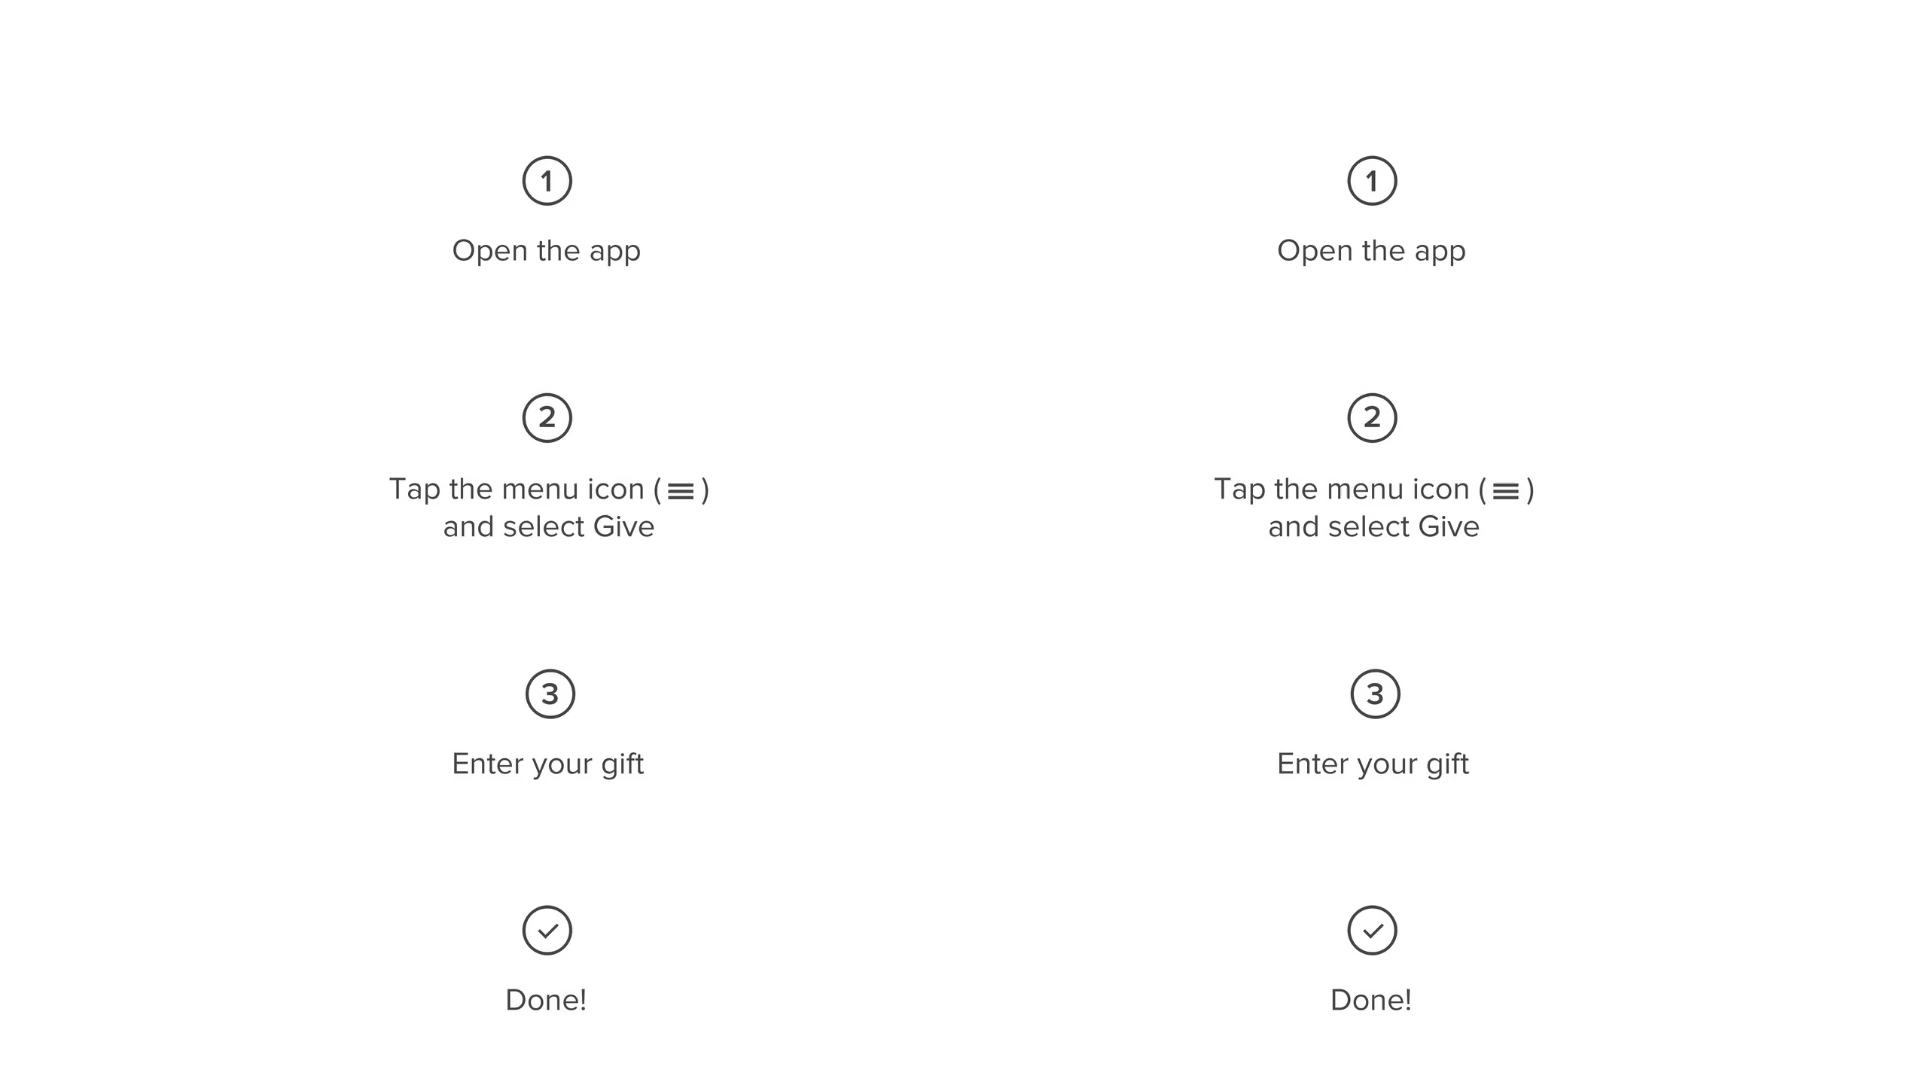 1
Open the app
2
Tap the menu icon (≡)
and select Give
3
Enter your gift
Done!
1
Open the app
2
Tap the menu icon (≡)
and select Give
3
Enter your gift
Done!